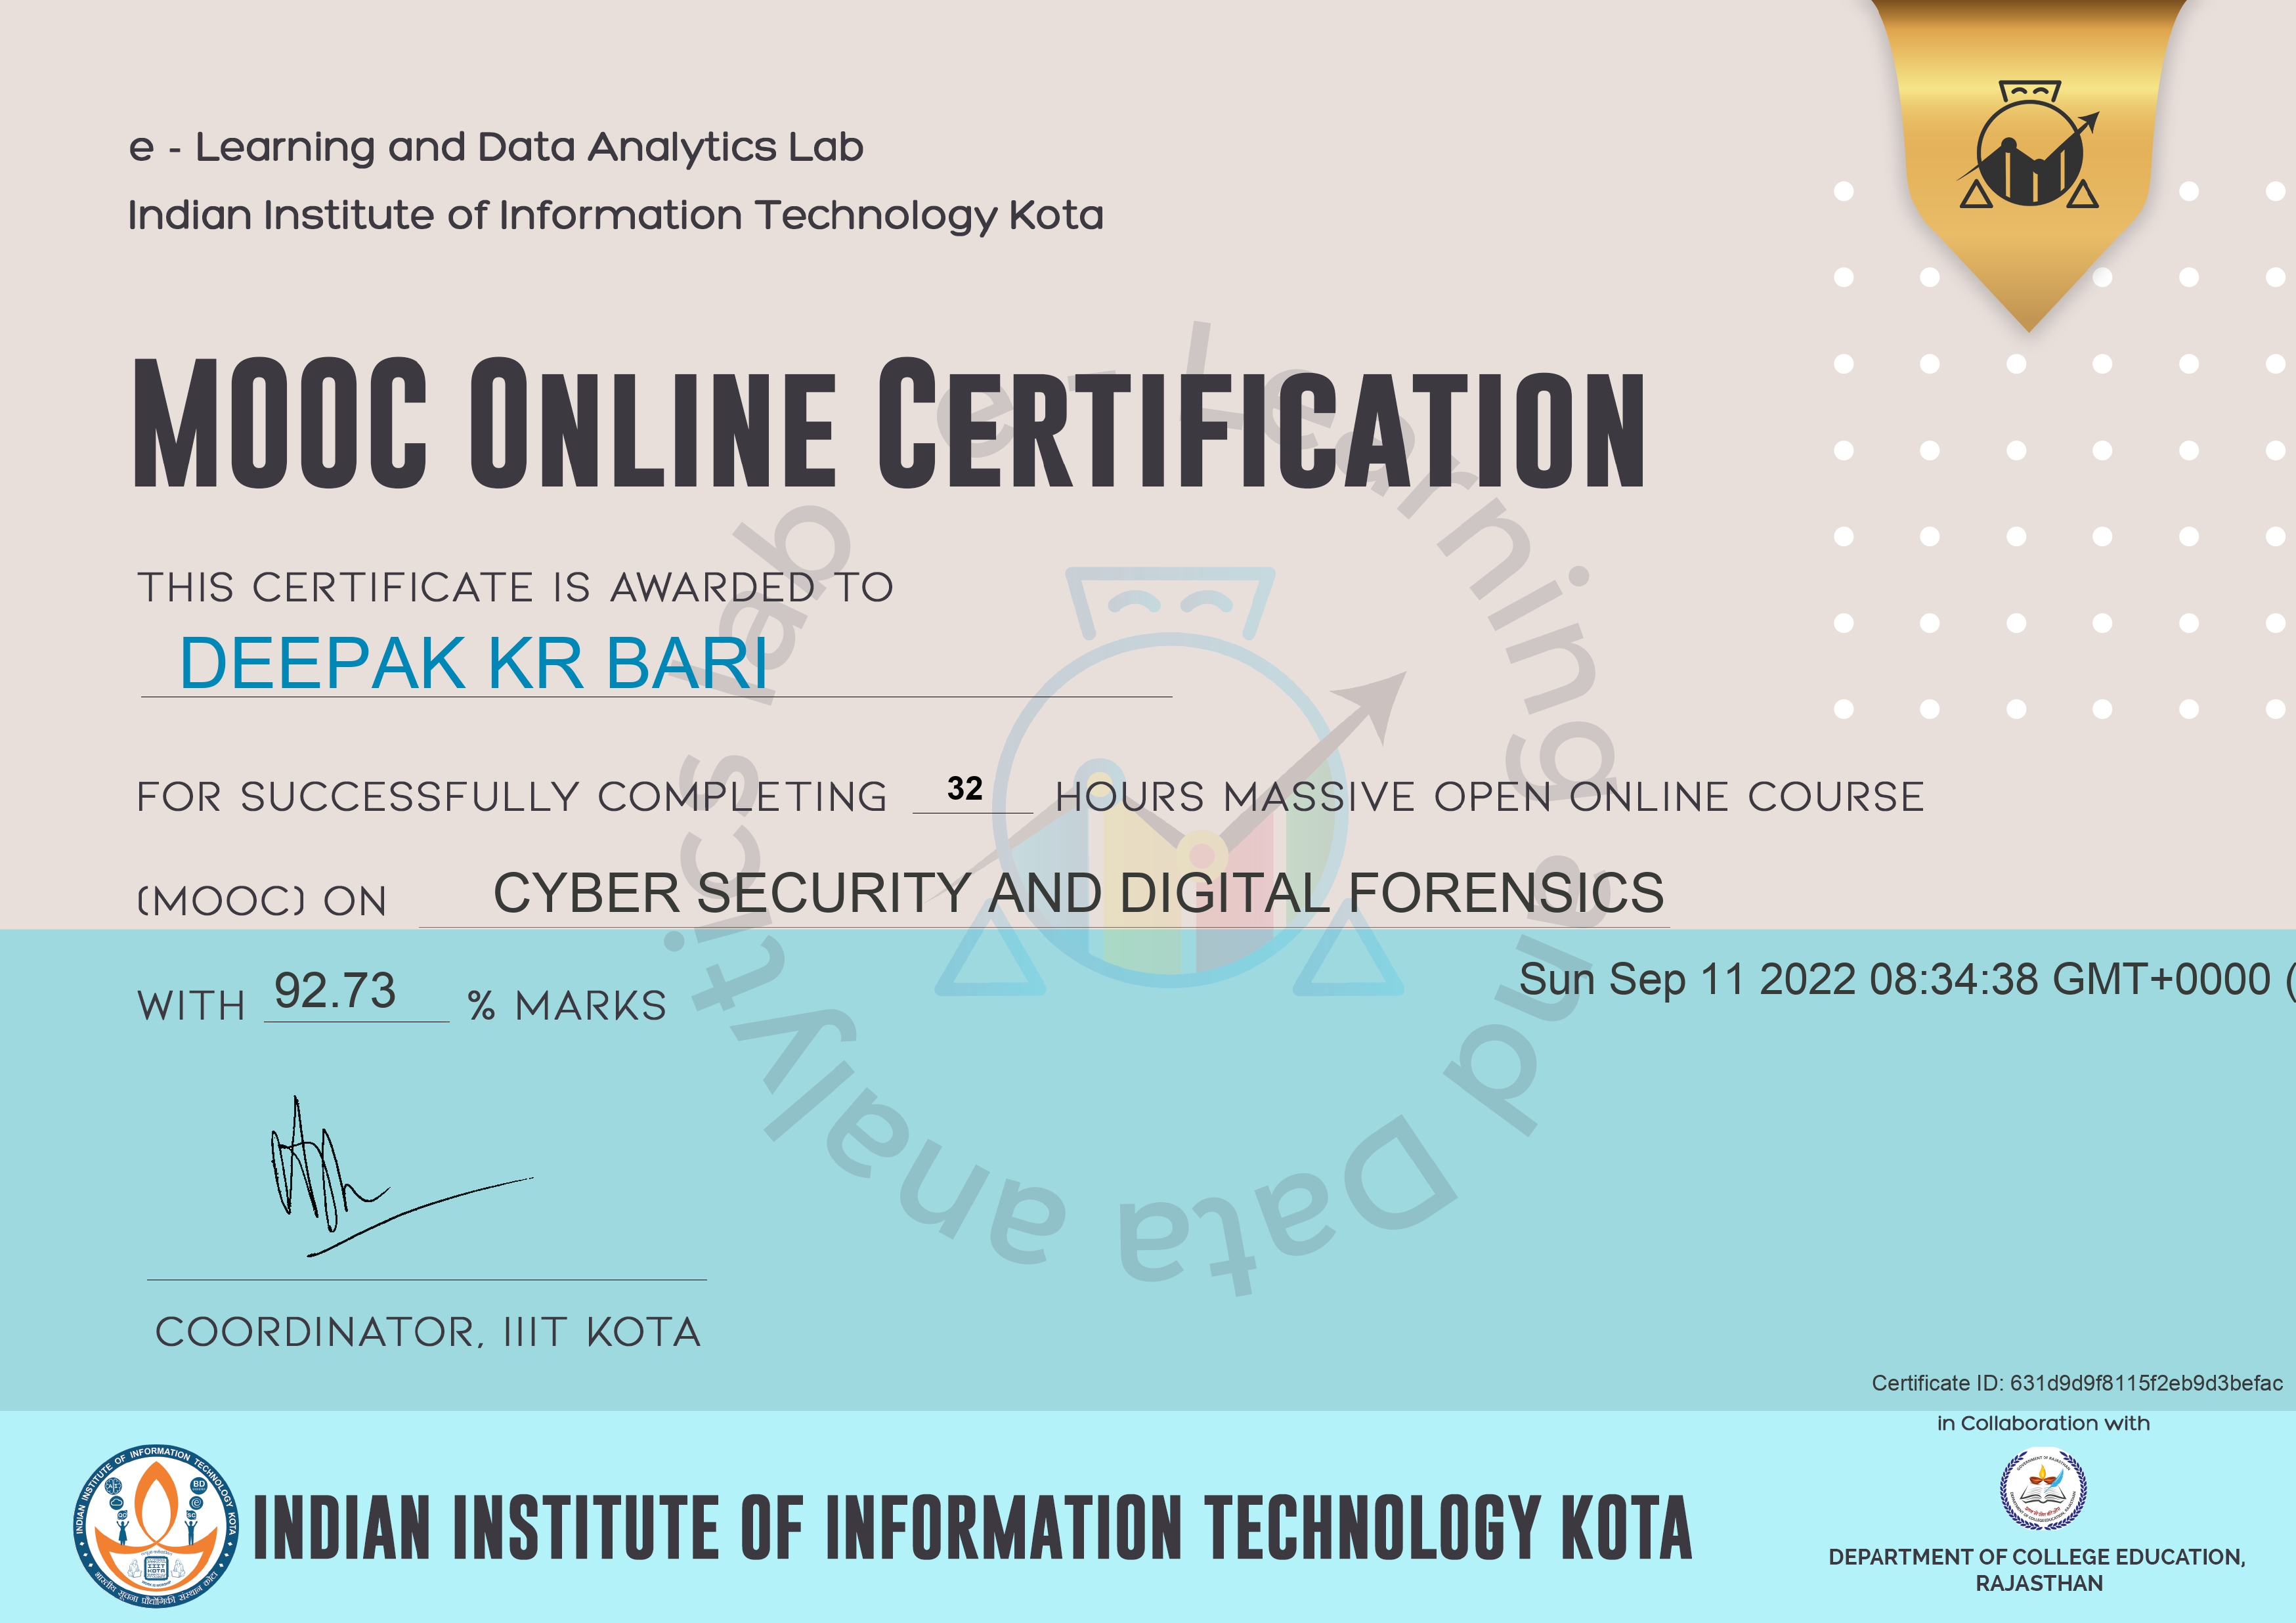 e - Learning and Data Analytics Lab
Indian Institute of Information Technology Kota
MOOC ONLINE CERTIFICATION
THIS CERTIFICATE IS AWARDED TO
DEEPAK KR BARI
FOR SUCCESSFULLY COMPLETING 32 HOURS MASSIVE OPEN ONLINE COURSE
(MOOC) ON CYBER SECURITY AND DIGITAL FORENSICS
WITH 92.73 % MARKS
Sun Sep 11 2022 08:34:38 GMT+0000 (
e - Learning and Data analytics lab
COORDINATOR, IIIT KOTA
Certificate ID: 631d9d9f8115f2eb9d3befac
in Collaboration with
INDIAN INSTITUTE OF INFORMATION TECHNOLOGY KOTA
भारतीय सूचना प्रौद्योगिकी संस्थान कोटा
INDIAN INSTITUTE OF INFORMATION TECHNOLOGY KOTA
DEPARTMENT OF COLLEGE EDUCATION,
RAJASTHAN